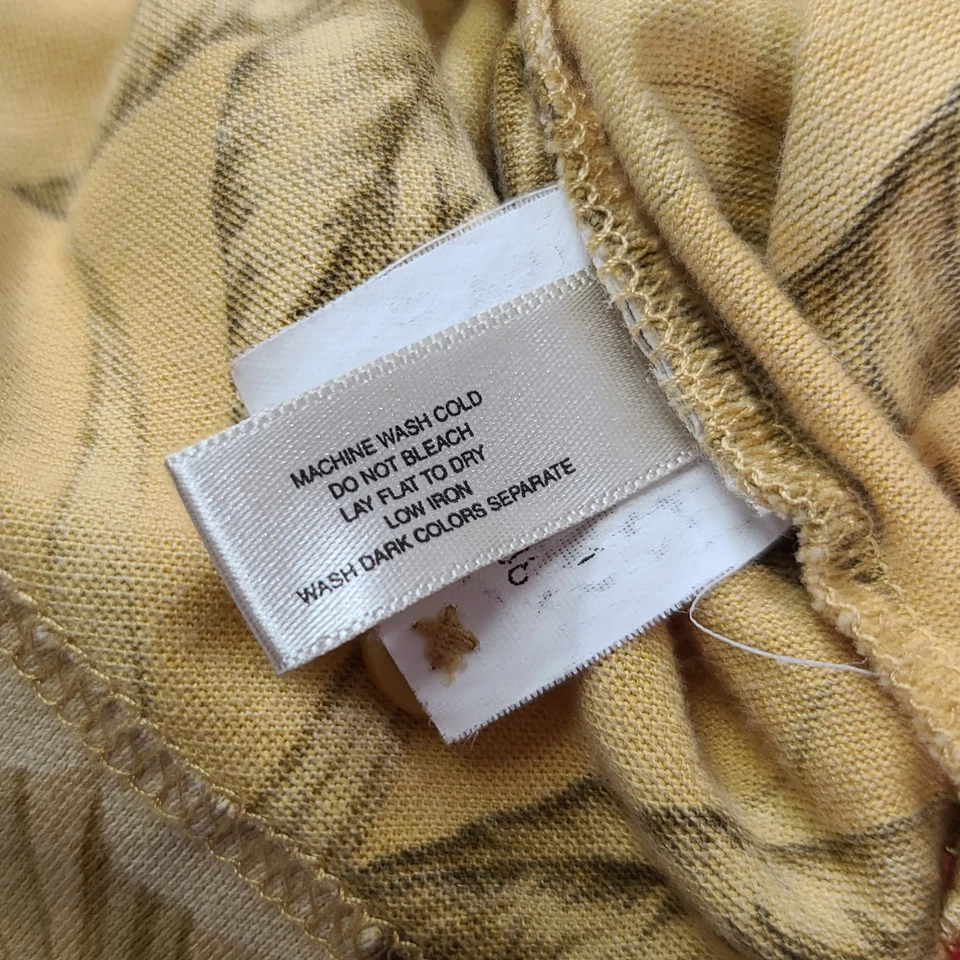 MACHINE WASH COLD
DO NOT BLEACH
LAY FLAT TO DRY
LOW IRON
WASH DARK COLORS SEPARATE